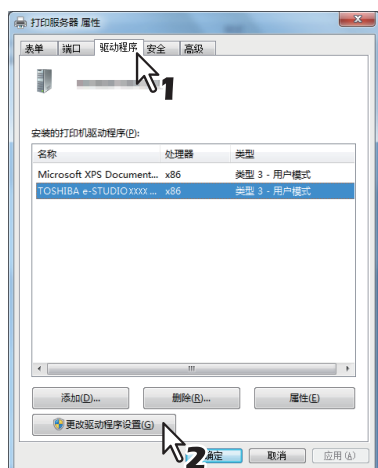 打印服务器 属性
表单 端口 驱动程序 安全 高级
1
安装的打印机驱动程序(P):
名称 处理器 类型
Microsoft XPS Document... x86 类型 3 - 用户模式
TOSHIBA e-STUDIOxxxx... x86 类型 3 - 用户模式
添加(D)... 删除(R)... 属性(E)
更改驱动程序设置(G)
2
确定 取消 应用(A)